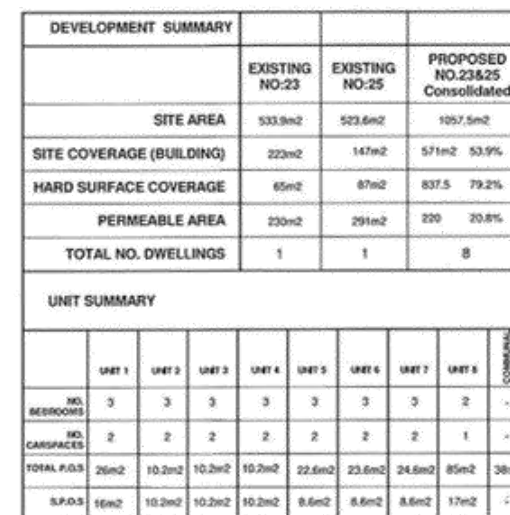 DEVELOPMENT SUMMARY
EXISTING NO:23 EXISTING NO:25 PROPOSED NO.23&25 Consolidated
SITE AREA 533.9m2 523.6m2 1057.5m2
SITE COVERAGE (BUILDING) 223m2 147m2 571m2 53.9%
HARD SURFACE COVERAGE 65m2 87m2 837.5 79.2%
PERMEABLE AREA 230m2 291m2 220 20.8%
TOTAL NO. DWELLINGS 1 1 8
UNIT SUMMARY
UNIT 1 UNIT 2 UNIT 3 UNIT 4 UNIT 5 UNIT 6 UNIT 7 UNIT 8 COMMUNAL
NO. BEDROOMS 3 3 3 3 3 3 3 2 -
NO. CARSPACES 2 2 2 2 2 2 2 1 -
TOTAL P.O.S 26m2 10.2m2 10.2m2 10.2m2 22.6m2 23.6m2 24.6m2 85m2
S.P.O.S 16m2 10.2m2 10.2m2 10.2m2 8.6m2 8.6m2 8.6m2 17m2 -